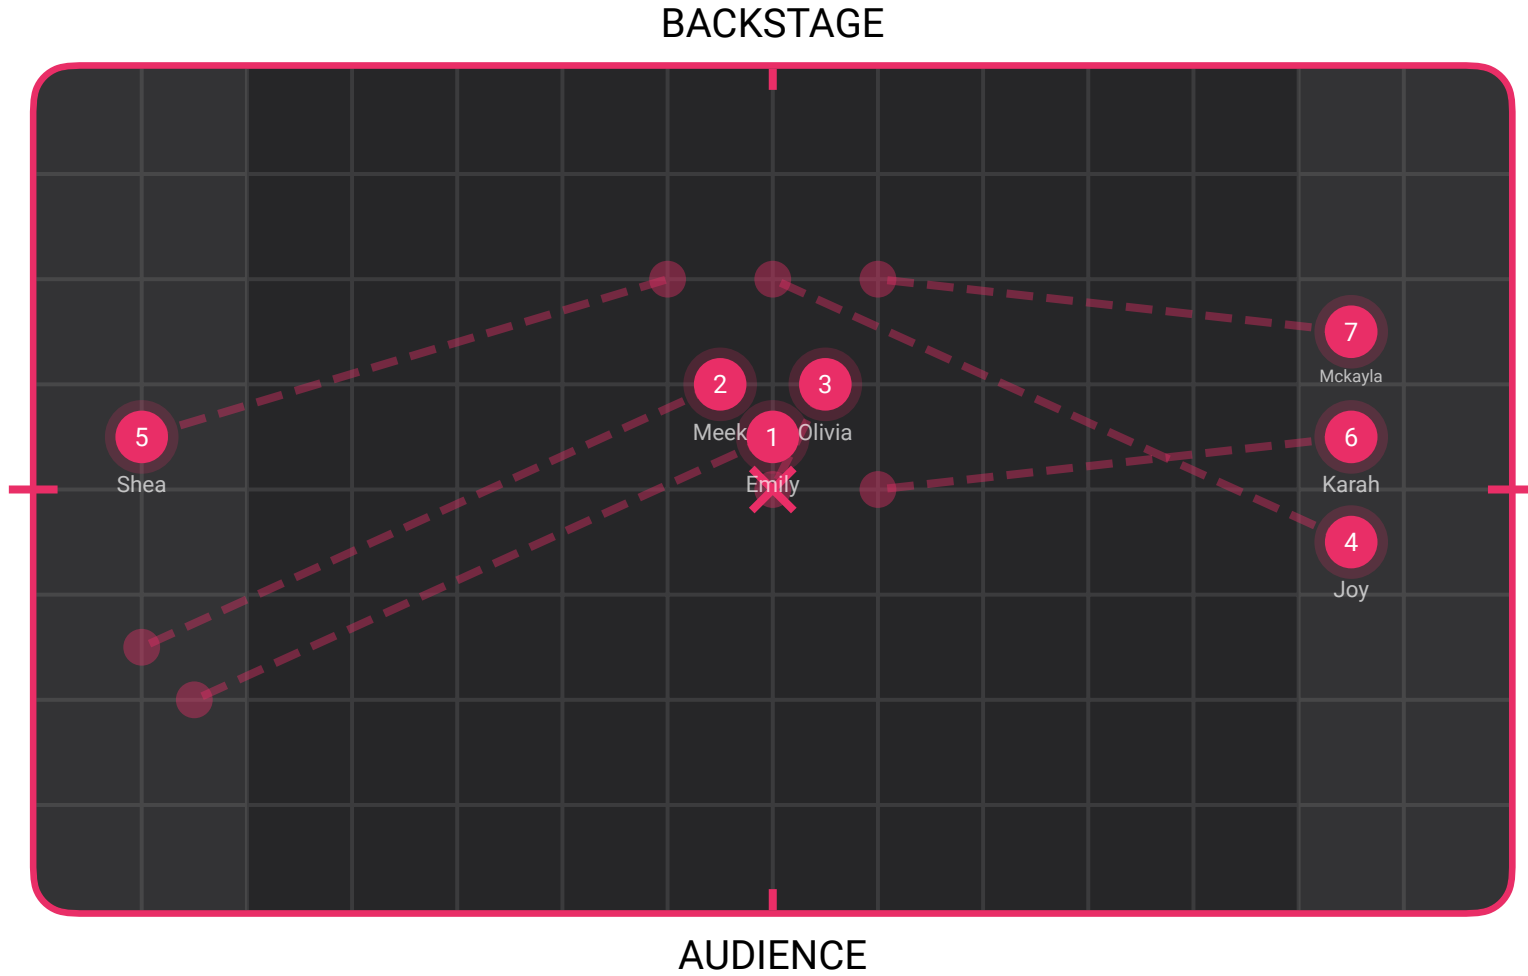 BACKSTAGE
7
Mckayla
2
3
Meek
Olivia
5
1
6
Shea
Emily
Karah
4
Joy
AUDIENCE